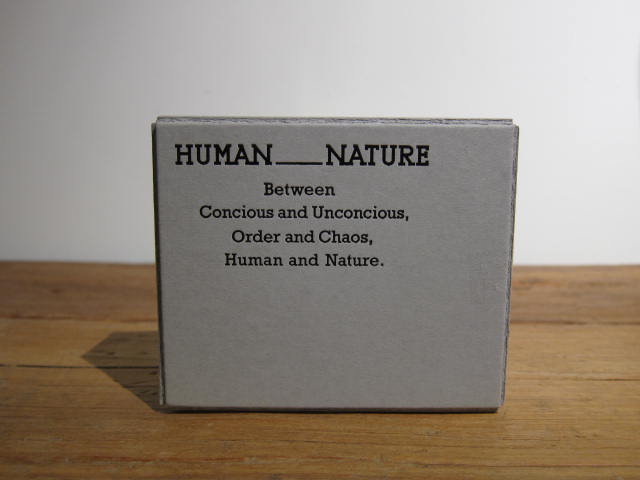 HUMAN___NATURE
Between
Concious and Unconcious,
Order and Chaos,
Human and Nature.